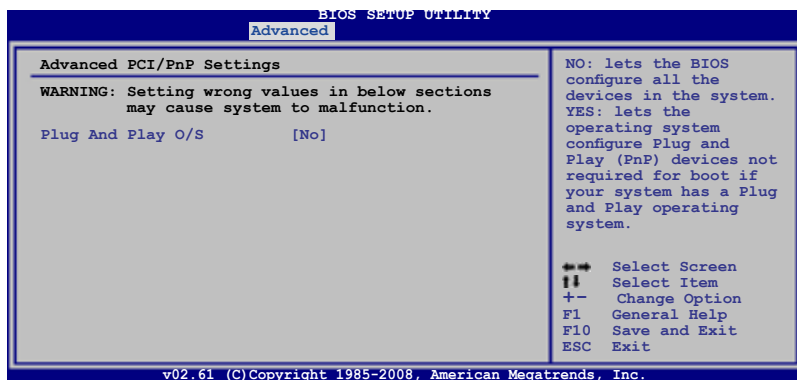 BIOS SETUP UTILITY
Advanced
Advanced PCI/PnP Settings
WARNING: Setting wrong values in below sections
may cause system to malfunction.
Plug And Play O/S [No]
NO: lets the BIOS
configure all the
devices in the system.
YES: lets the
operating system
configure Plug and
Play (PnP) devices not
required for boot if
your system has a Plug
and Play operating
system.
←→ Select Screen
↑↓ Select Item
+- Change Option
F1 General Help
F10 Save and Exit
ESC Exit
v02.61 (C)Copyright 1985-2008, American Megatrends, Inc.